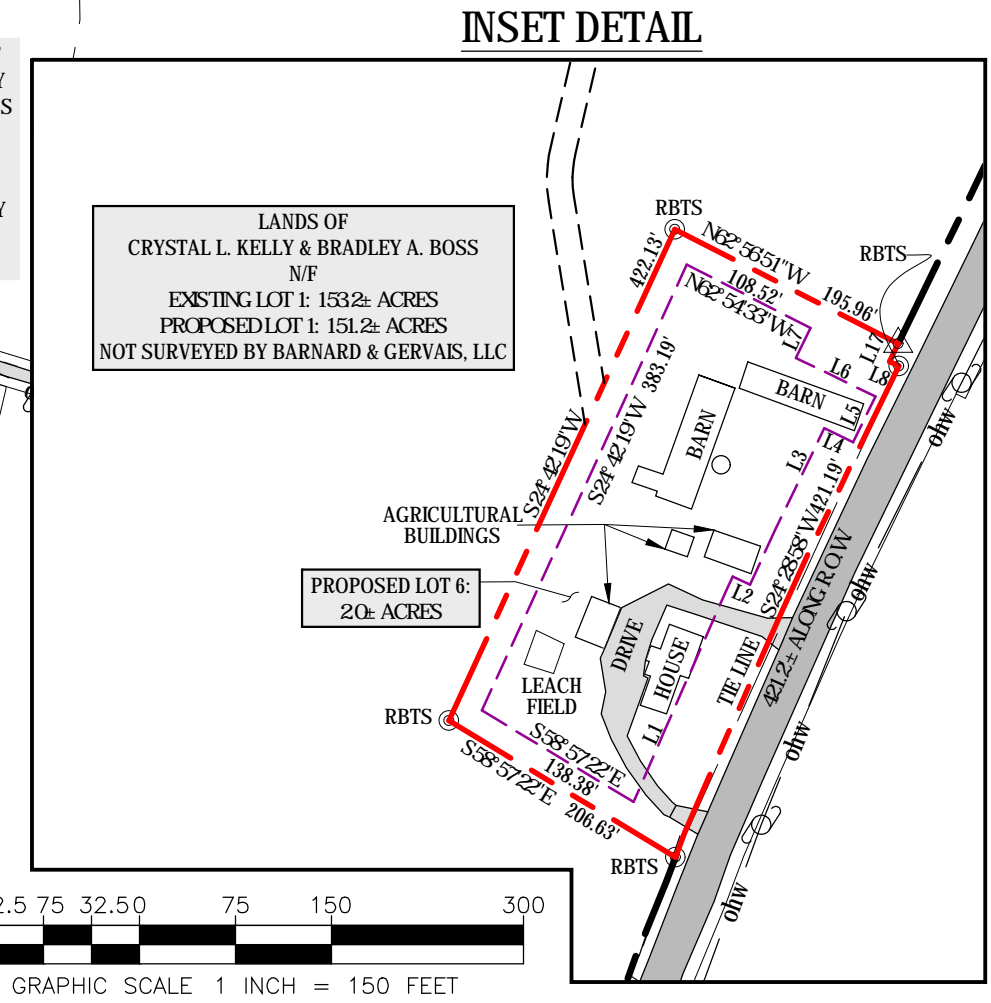 INSET DETAIL
Y
S
Y
LANDS OF
CRYSTAL L. KELLY & BRADLEY A. BOSS
N/F
EXISTING LOT 1: 153.2± ACRES
PROPOSED LOT 1: 151.2± ACRES
NOT SURVEYED BY BARNARD & GERVAIS, LLC
RBTS
N62°56'51"W
195.96'
RBTS
422.13'
S24°42'19"W
N62°54'33"W
108.52'
S24°42'19"W 383.19'
L7
L6
L17
L8
L5
L4
L3
BARN
BARN
ohw
AGRICULTURAL
BUILDINGS
PROPOSED LOT 6:
2.0± ACRES
L2
S24°28'58"W 421.19'
421.2'± ALONG R.O.W
TIE LINE
ohw
DRIVE
HOUSE
LEACH
FIELD
L1
RBTS
S58°57'22"E
138.38'
S58°57'22"E 206.63'
ohw
RBTS
ohw
2.5 75 32.50 75 150 300
GRAPHIC SCALE 1 INCH = 150 FEET